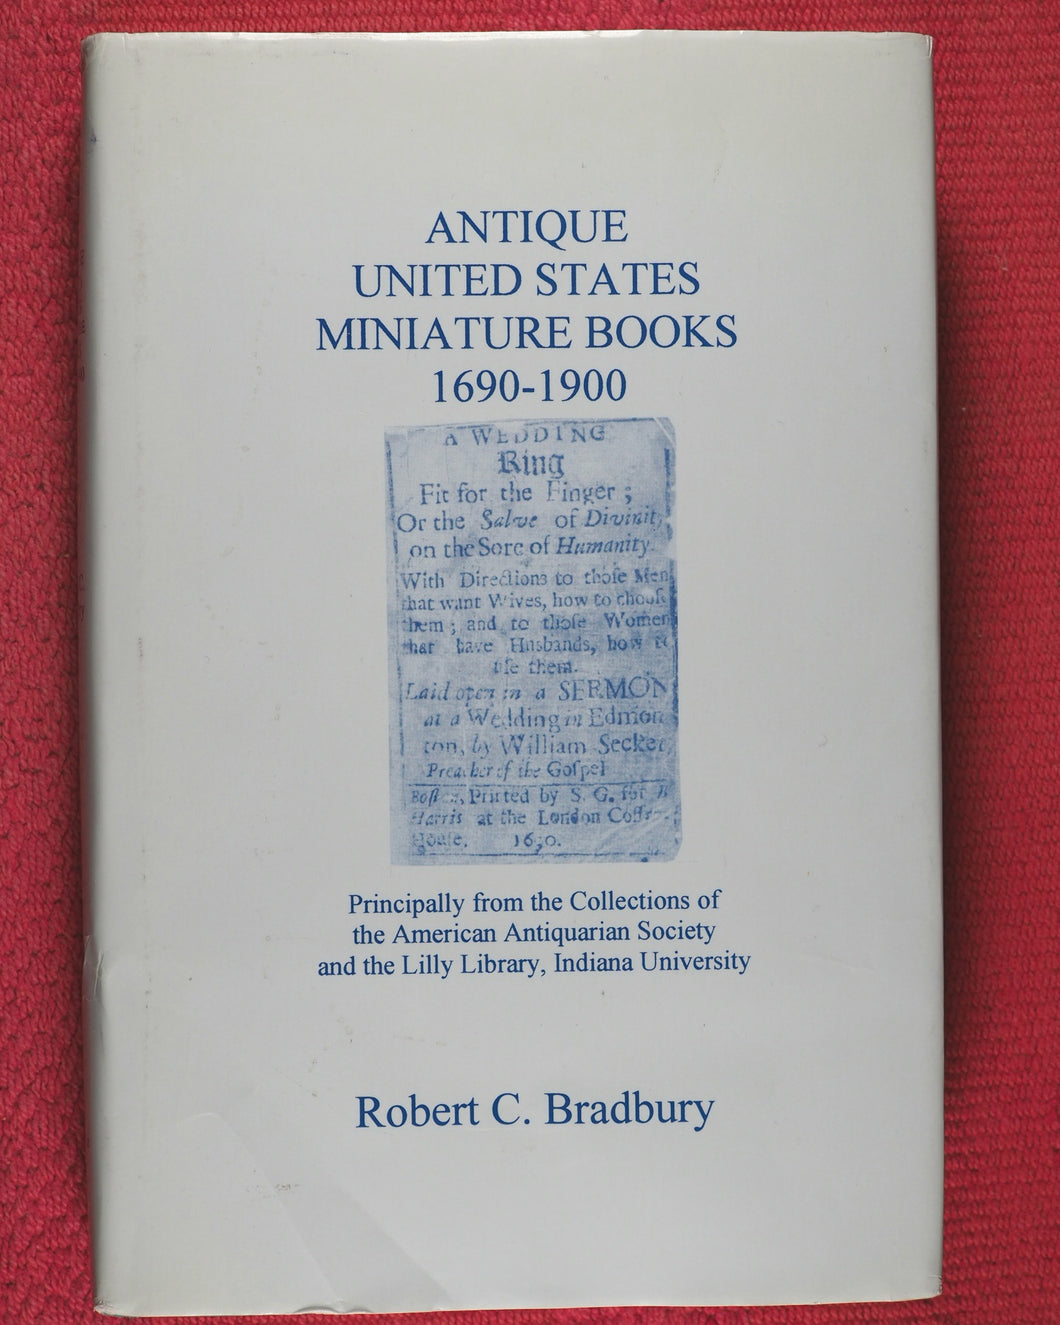 ANTIQUE
UNITED STATES
MINIATURE BOOKS
1690-1900
A WEDDING
Ring
Fit for the Finger ;
Or the Salve of Divinity
on the Sore of Humanity.
With Directions to thoſe Men
that want Wives, how to chooſe
them ; and to thoſe Women
that have Husbands, how to
uſe them.
Laid open in a SERMON
at a Wedding in Edmon
ton, by William Secker,
Preacher of the Goſpel
Boſton, Printed by S. G. for B
Harris at the London Coffee
Houſe, 1690.
Principally from the Collections of
the American Antiquarian Society
and the Lilly Library, Indiana University
Robert C. Bradbury